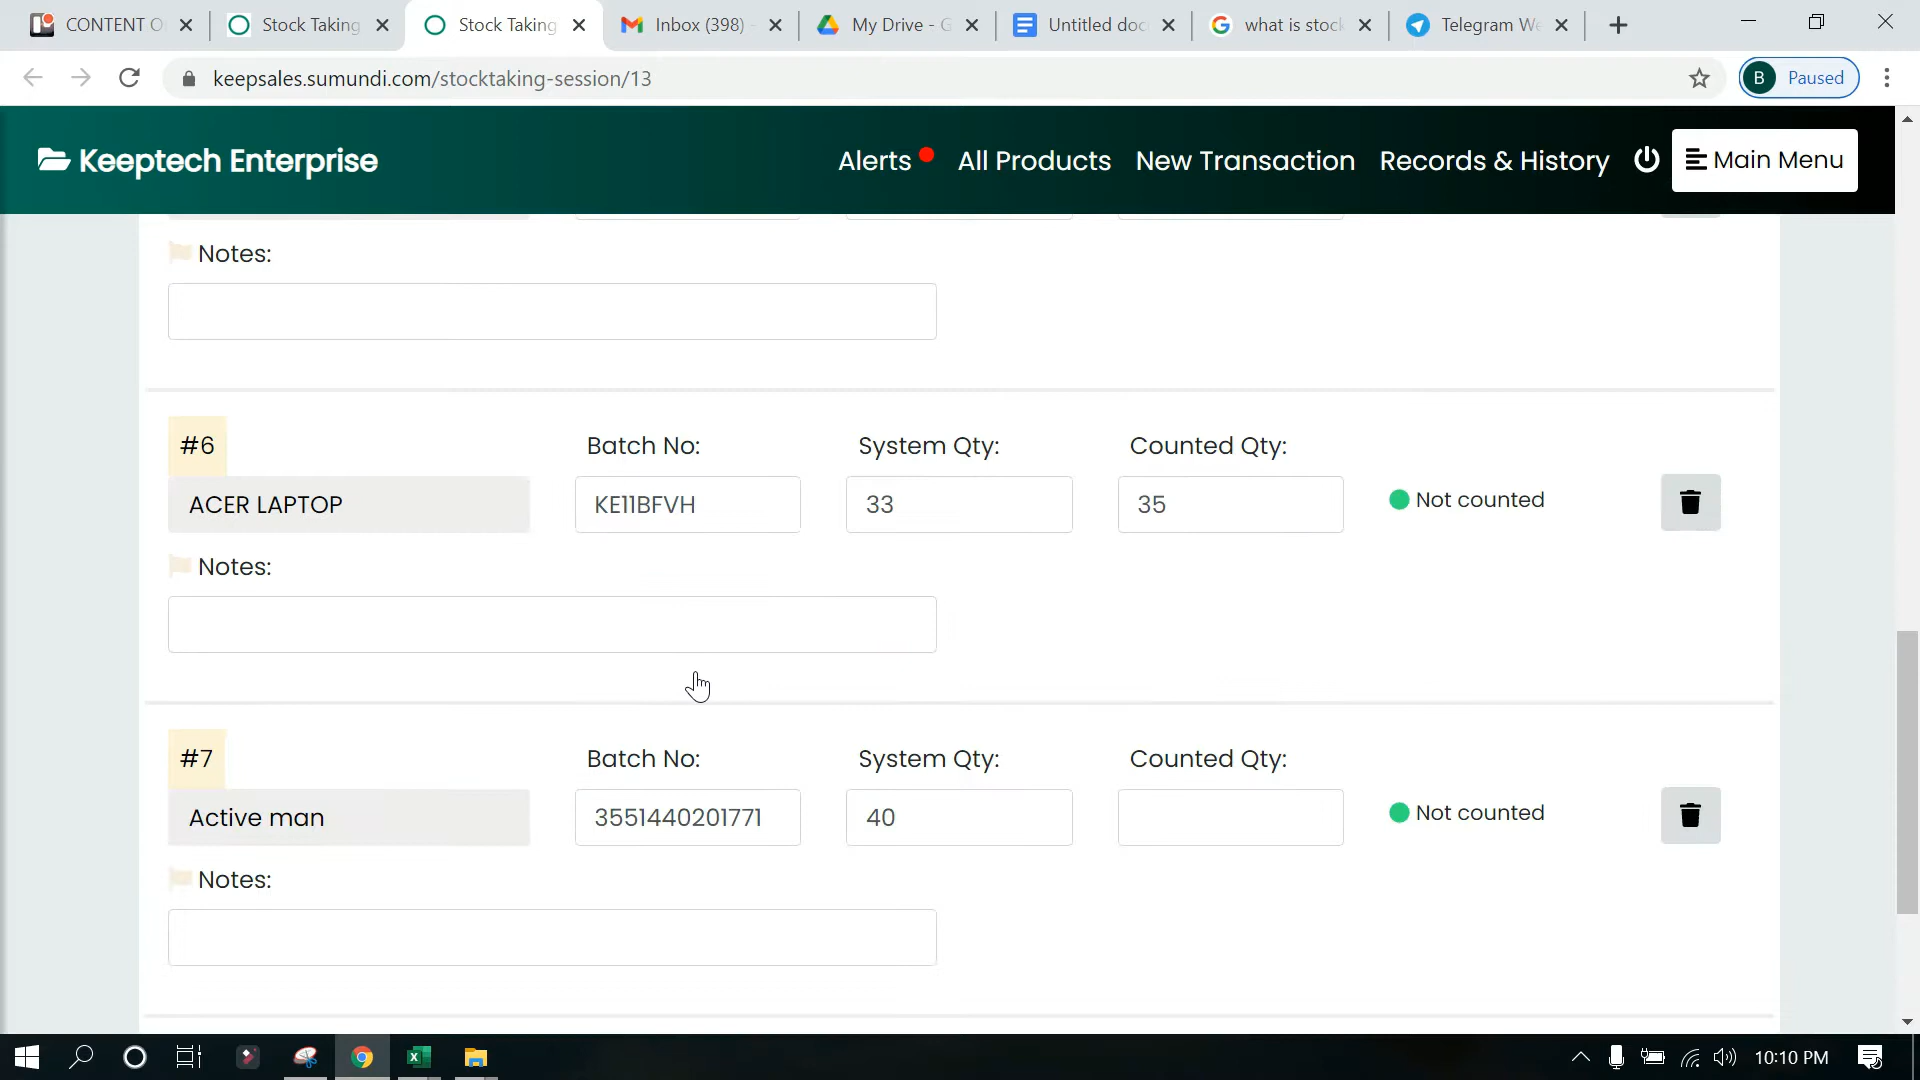 CONTENT O
Stock Taking
Stock Taking
Inbox (398)
My Drive - G
Untitled doc
what is stock
Telegram We
keepsales.sumundi.com/stocktaking-session/13
B Paused
Keeptech Enterprise
Alerts All Products New Transaction Records & History Main Menu
Notes:
#6 Batch No: System Qty: Counted Qty:
ACER LAPTOP KE11BFVH 33 35 Not counted
Notes:
#7 Batch No: System Qty: Counted Qty:
Active man 3551440201771 40 Not counted
Notes:
10:10 PM